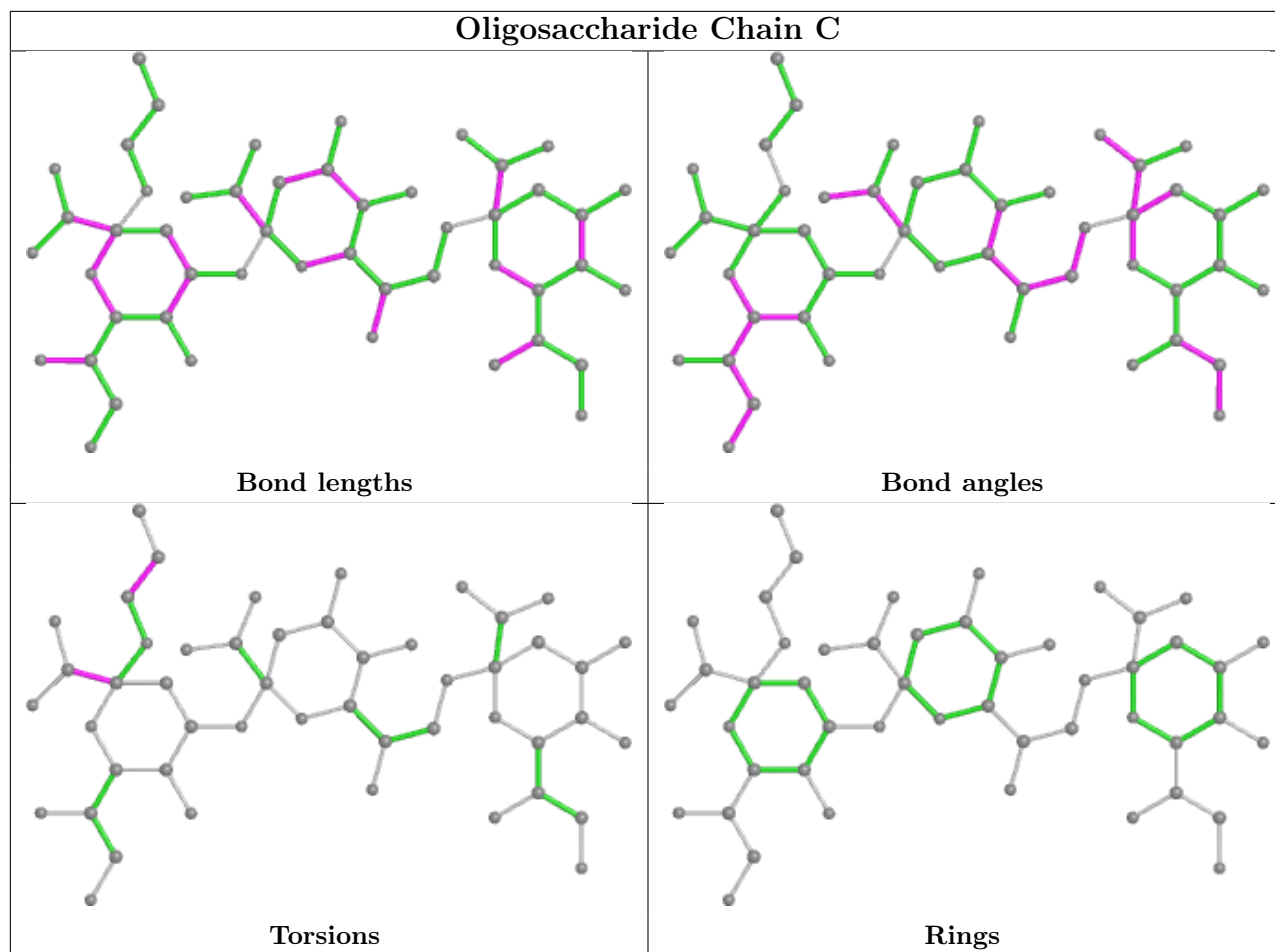 Oligosaccharide Chain C
Bond lengths
Bond angles
Torsions
Rings